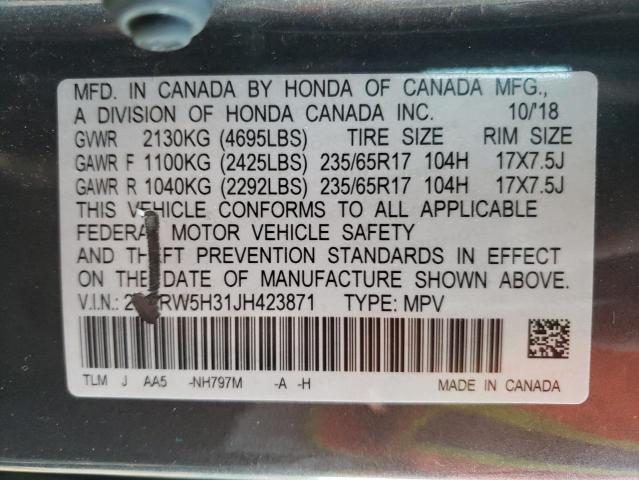 MFD. IN CANADA BY HONDA OF CANADA MFG.,
A DIVISION OF HONDA CANADA INC. 10/'18
GVWR 2130KG (4695LBS) TIRE SIZE RIM SIZE
GAWR F 1100KG (2425LBS) 235/65R17 104H 17X7.5J
GAWR R 1040KG (2292LBS) 235/65R17 104H 17X7.5J
THIS VEHICLE CONFORMS TO ALL APPLICABLE
FEDERAL MOTOR VEHICLE SAFETY
AND THEFT PREVENTION STANDARDS IN EFFECT
ON THE DATE OF MANUFACTURE SHOWN ABOVE.
V.I.N.: TYPE: MPV
TLM J AA5 -NH797M -A -H
MADE IN CANADA